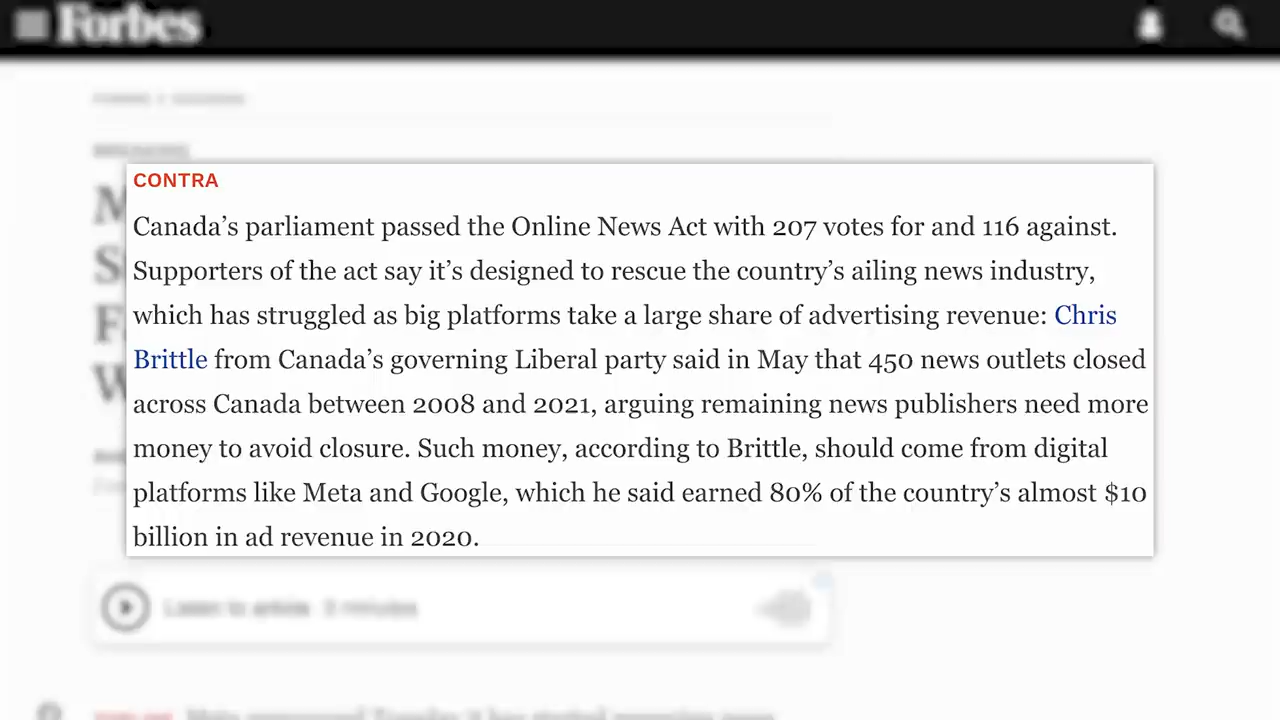 Forbes
CONTRA
Canada’s parliament passed the Online News Act with 207 votes for and 116 against.
Supporters of the act say it’s designed to rescue the country’s ailing news industry,
which has struggled as big platforms take a large share of advertising revenue: Chris
Brittle from Canada’s governing Liberal party said in May that 450 news outlets closed
across Canada between 2008 and 2021, arguing remaining news publishers need more
money to avoid closure. Such money, according to Brittle, should come from digital
platforms like Meta and Google, which he said earned 80% of the country’s almost $10
billion in ad revenue in 2020.
Listen to article